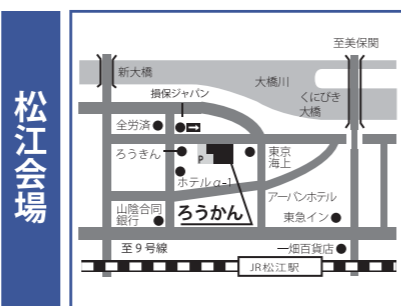 松江会場
至美保関
新大橋
大橋川
損保ジャパン
くにびき
大橋
全労済
ろうきん
P
東京
海上
ホテルα-1
アーバンホテル
山陰合同
銀行
ろうかん
東急イン
至9号線
一畑百貨店
JR松江駅